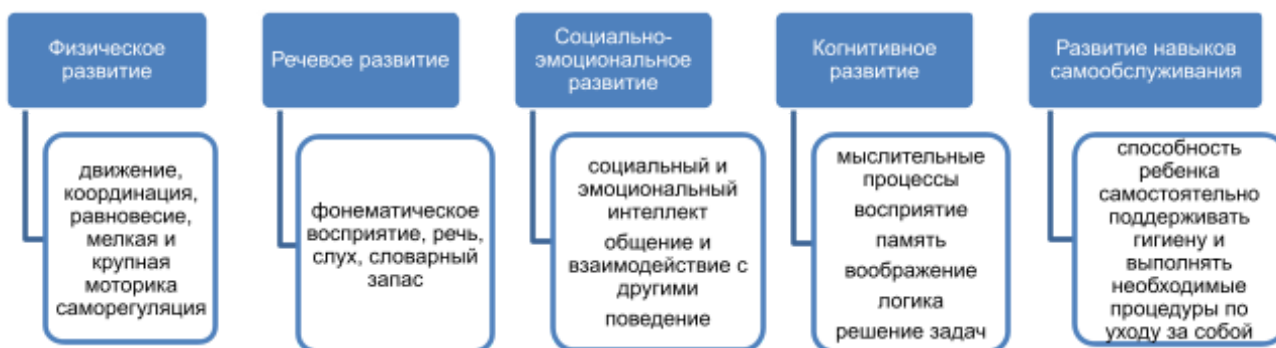 Физическое
развитие
движение,
координация,
равновесие,
мелкая и
крупная
моторика
саморегуляция
Речевое развитие
фонематическое
восприятие, речь,
слух, словарный
запас
Социально-
эмоциональное
развитие
социальный и
эмоциональный
интеллект
общение и
взаимодействие с
другими
поведение
Когнитивное
развитие
мыслительные
процессы
восприятие
память
воображение
логика
решение задач
Развитие навыков
самообслуживания
способность
ребенка
самостоятельно
поддерживать
гигиену и
выполнять
необходимые
процедуры по
уходу за собой